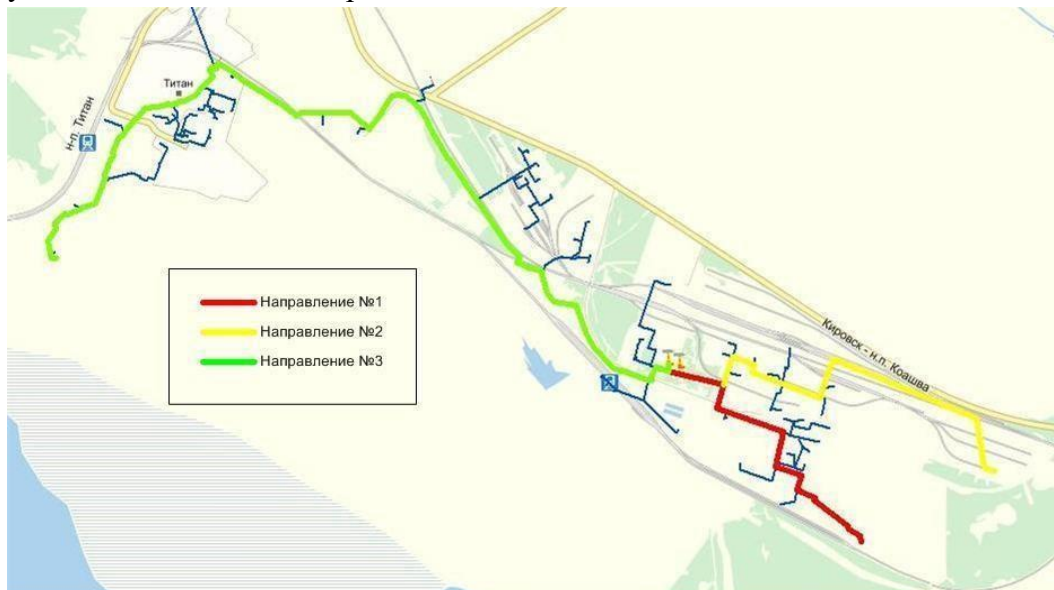 Титан
н-п. Титан
Направление №1
Направление №2
Направление №3
Кировск - н.п. Коашва